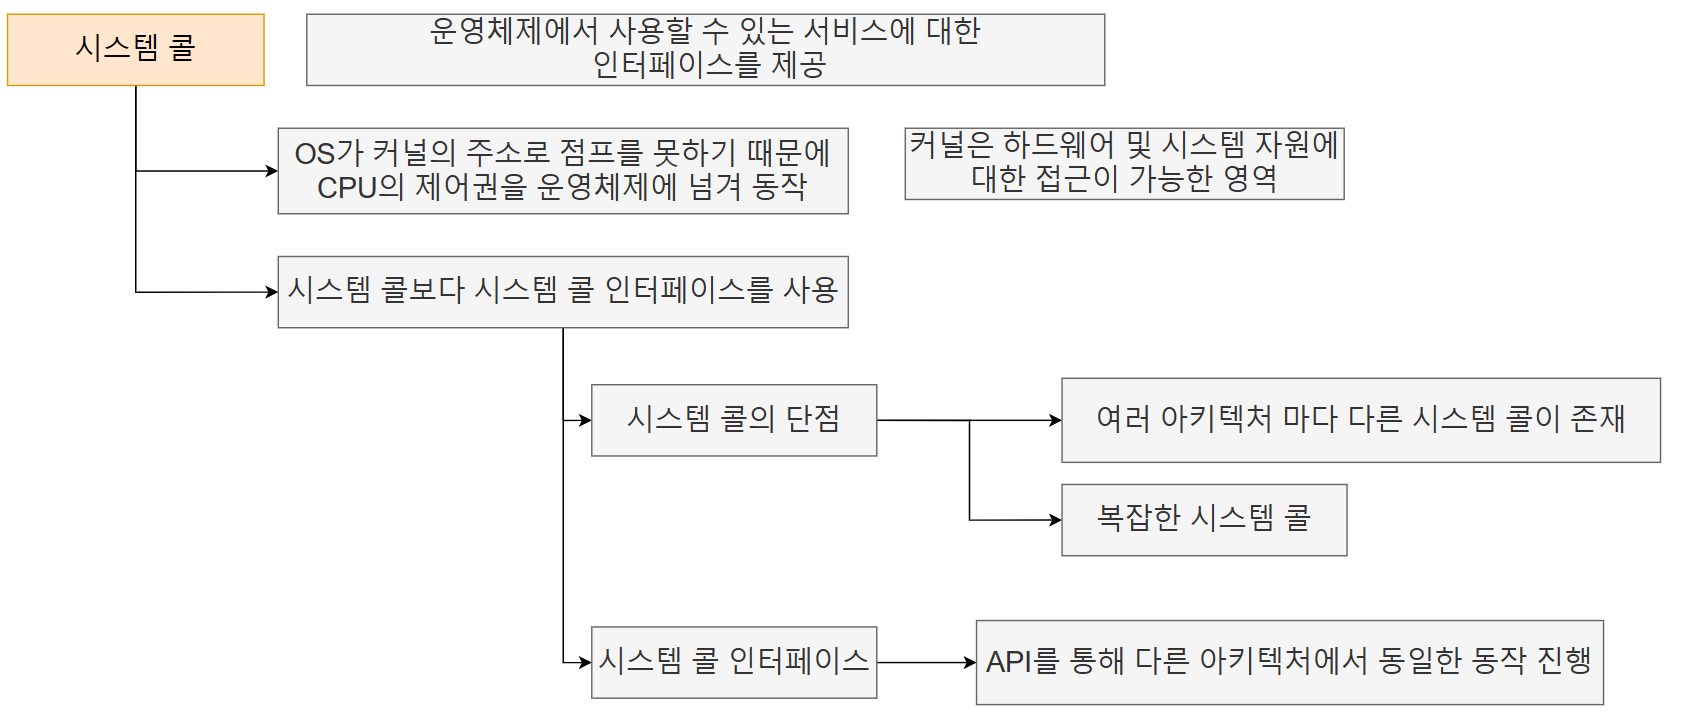 시스템 콜
운영체제에서 사용할 수 있는 서비스에 대한
인터페이스를 제공
OS가 커널의 주소로 점프를 못하기 때문에
CPU의 제어권을 운영체제에 넘겨 동작
커널은 하드웨어 및 시스템 자원에
대한 접근이 가능한 영역
시스템 콜보다 시스템 콜 인터페이스를 사용
시스템 콜의 단점
여러 아키텍처 마다 다른 시스템 콜이 존재
복잡한 시스템 콜
시스템 콜 인터페이스
API를 통해 다른 아키텍처에서 동일한 동작 진행